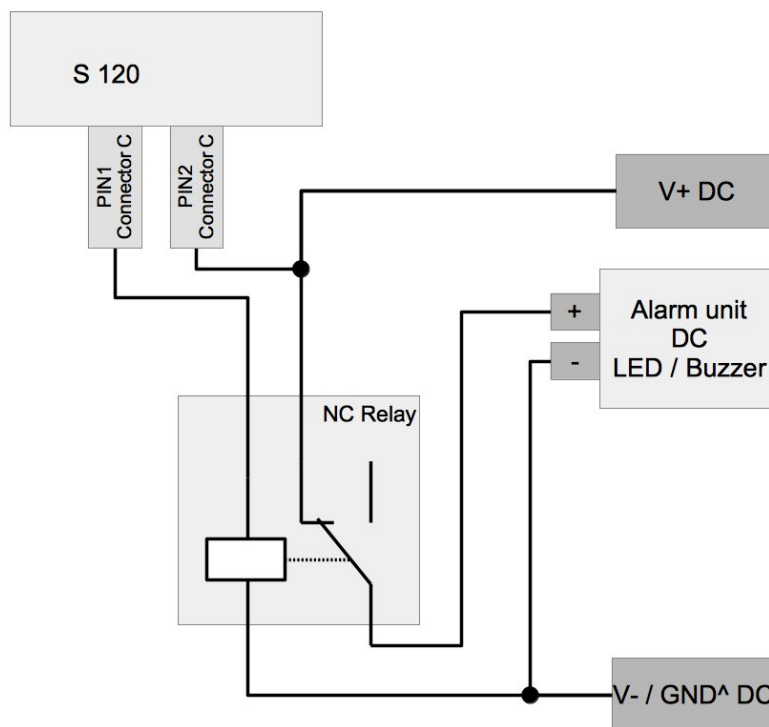 S 120
PIN1
Connector C
PIN2
Connector C
V+ DC
+
Alarm unit
DC
LED / Buzzer
-
NC Relay
V- / GND^ DC